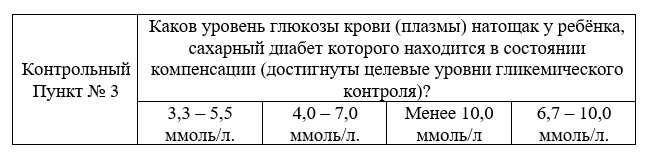 Контрольный
Пункт № 3
Каков уровень глюкозы крови (плазмы) натощак у ребёнка,
сахарный диабет которого находится в состоянии
компенсации (достигнуты целевые уровни гликемического
контроля)?
3,3 – 5,5
ммоль/л.
4,0 – 7,0
ммоль/л.
Менее 10,0
ммоль/л
6,7 – 10,0
ммоль/л.